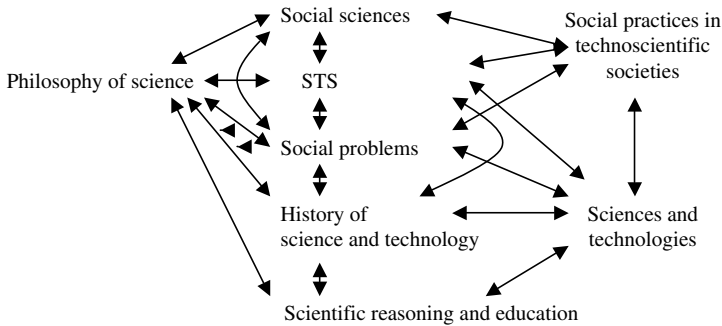 Social sciences
Social practices in
technoscientific
societies
Philosophy of science
STS
Social problems
History of
science and technology
Sciences and
technologies
Scientific reasoning and education